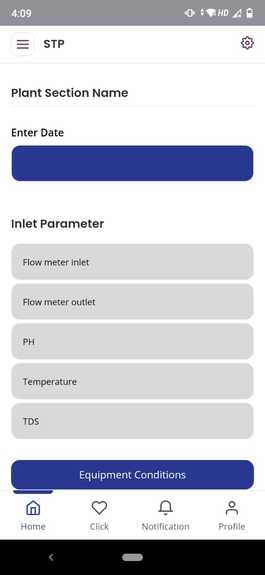 4:09
HD
STP
Plant Section Name
Enter Date
Inlet Parameter
Flow meter inlet
Flow meter outlet
PH
Temperature
TDS
Equipment Conditions
Home
Click
Notification
Profile